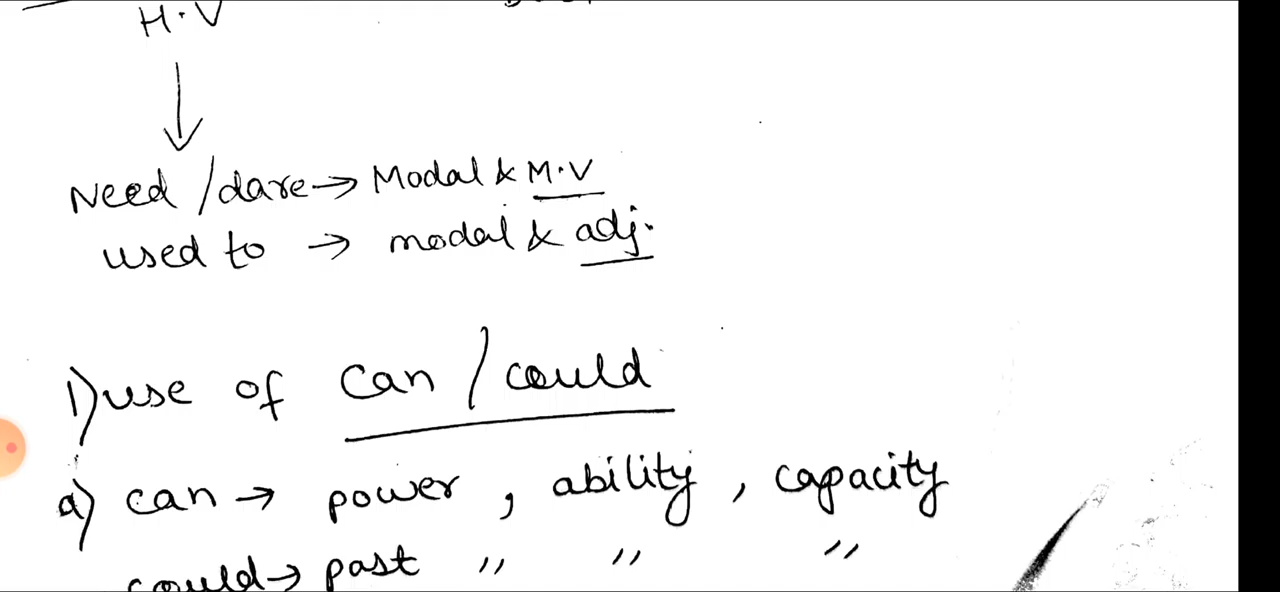 H.V
Need / dare → Modal & M.V
used to → modal & adj.
1) use of can / could
a) can → power , ability , capacity
could → past " " "